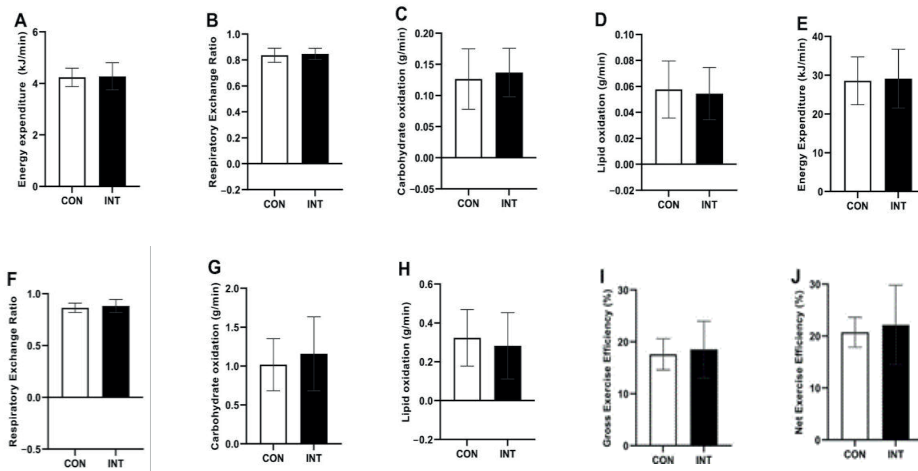 A
Energy expenditure (kJ/min)
6
4
2
0
CON INT
B
Respiratory Exchange Ratio
1.0
0.8
0.6
0.4
0.2
0.0
−0.2
CON INT
C
Carbohydrate oxidation (g/min)
0.20
0.15
0.10
0.05
0.00
−0.05
CON INT
D
Lipid oxidation (g/min)
0.10
0.08
0.06
0.04
0.02
0.00
−0.02
CON INT
E
Energy Expenditure (kJ/min)
40
30
20
10
0
CON INT
F
Respiratory Exchange Ratio
1.0
0.5
0.0
−0.5
CON INT
G
Carbohydrate oxidation (g/min)
2.0
1.5
1.0
0.5
0.0
CON INT
H
Lipid oxidation (g/min)
0.6
0.4
0.2
0.0
−0.2
CON INT
I
Gross Exercise Efficiency (%)
30
20
10
0
CON INT
J
Net Exercise Efficiency (%)
30
20
10
0
CON INT